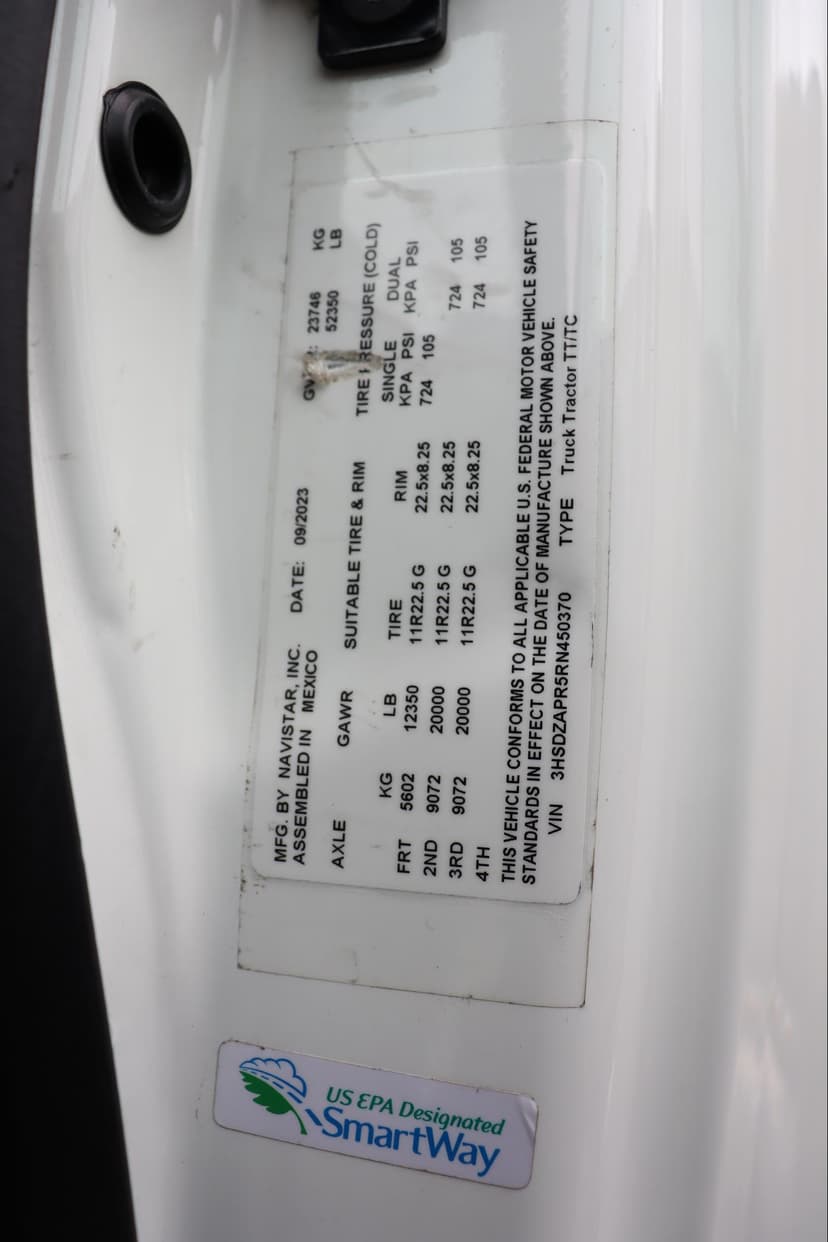 MFG. BY NAVISTAR, INC. DATE: 09/2023 23746 KG
ASSEMBLED IN MEXICO 52350 LB
AXLE GAWR SUITABLE TIRE & RIM TIRE PRESSURE (COLD)
SINGLE DUAL
KG LB TIRE RIM KPA PSI KPA PSI
FRT 5602 12350 11R22.5 G 22.5x8.25 724 105
2ND 9072 20000 11R22.5 G 22.5x8.25 724 105
3RD 9072 20000 11R22.5 G 22.5x8.25 724 105
4TH
THIS VEHICLE CONFORMS TO ALL APPLICABLE U.S. FEDERAL MOTOR VEHICLE SAFETY
STANDARDS IN EFFECT ON THE DATE OF MANUFACTURE SHOWN ABOVE.
VIN 3HSDZAPR5RN450370 TYPE Truck Tractor TT/TC
US EPA Designated
SmartWay